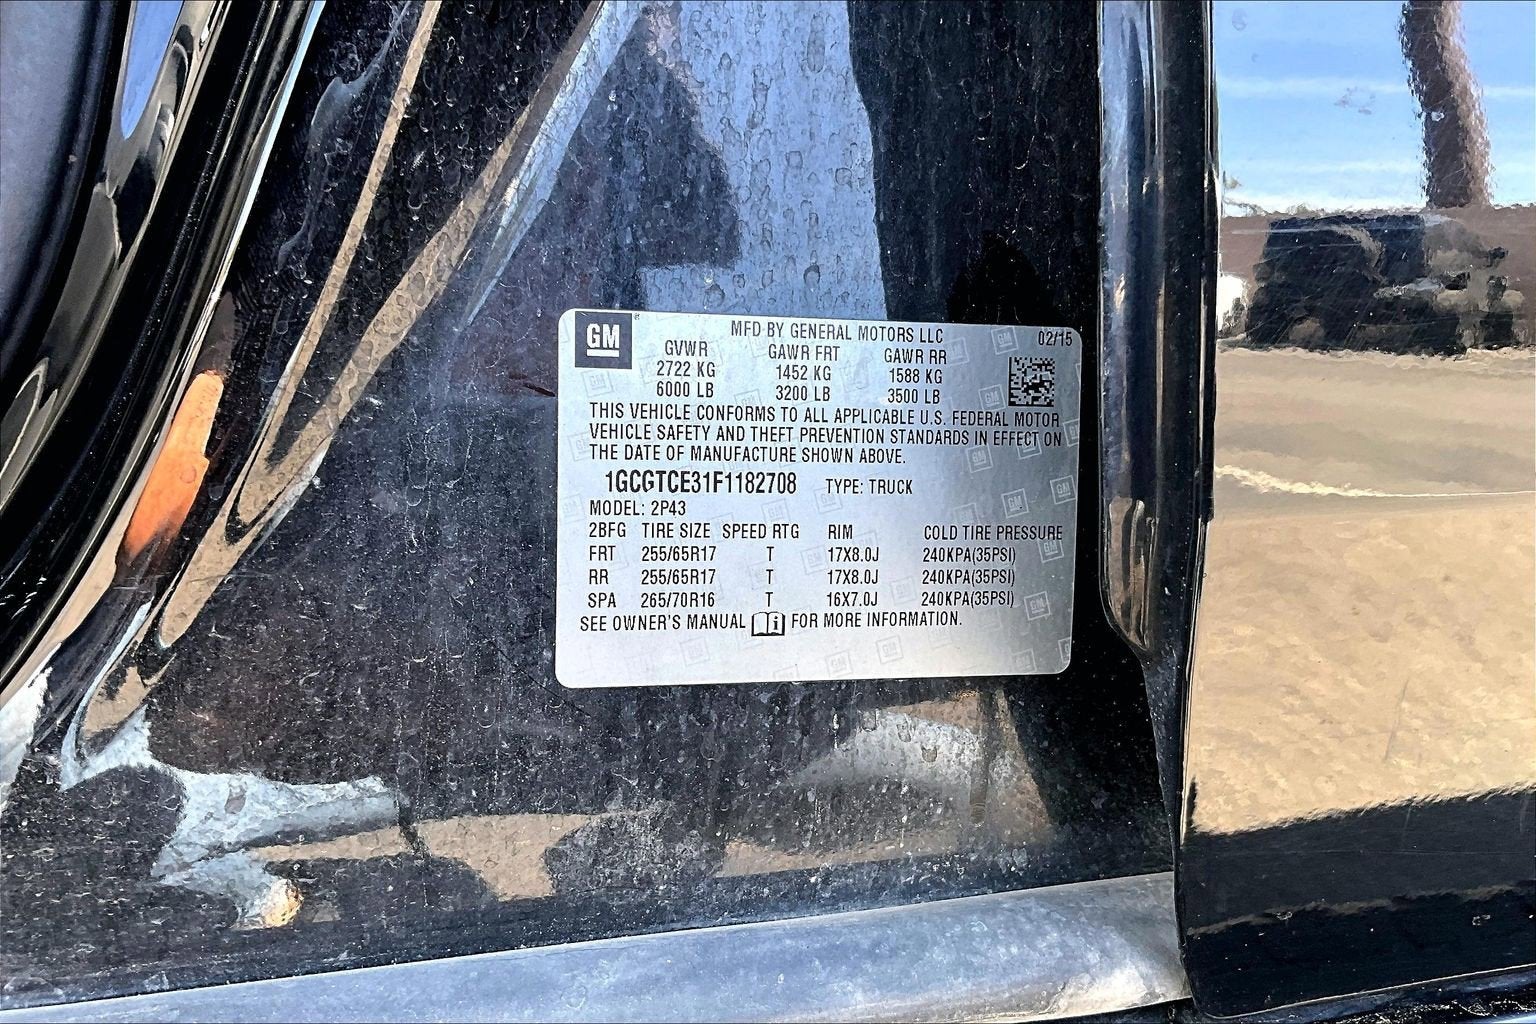 GM
MFD BY GENERAL MOTORS LLC 02/15
GVWR GAWR FRT GAWR RR
2722 KG 1452 KG 1588 KG
6000 LB 3200 LB 3500 LB
THIS VEHICLE CONFORMS TO ALL APPLICABLE U.S. FEDERAL MOTOR
VEHICLE SAFETY AND THEFT PREVENTION STANDARDS IN EFFECT ON
THE DATE OF MANUFACTURE SHOWN ABOVE.
1GCGTCE31F1182708 TYPE: TRUCK
MODEL: 2P43
2BFG TIRE SIZE SPEED RTG RIM COLD TIRE PRESSURE
FRT 255/65R17 T 17X8.0J 240KPA(35PSI)
RR 255/65R17 T 17X8.0J 240KPA(35PSI)
SPA 265/70R16 T 16X7.0J 240KPA(35PSI)
SEE OWNER'S MANUAL FOR MORE INFORMATION.